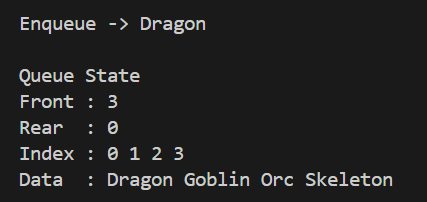 Enqueue -> Dragon
Queue State
Front : 3
Rear  : 0
Index : 0 1 2 3
Data  : Dragon Goblin Orc Skeleton